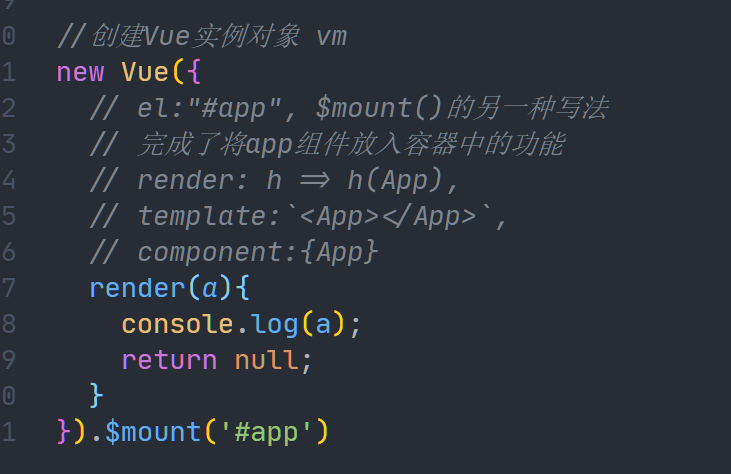 0 //创建Vue实例对象 vm
1 new Vue({
2 // el:"#app", $mount()的另一种写法
3 // 完成了将app组件放入容器中的功能
4 // render: h => h(App),
5 // template:`<App></App>`,
6 // component:{App}
7 render(a){
8 console.log(a);
9 return null;
0 }
1 }).$mount('#app')